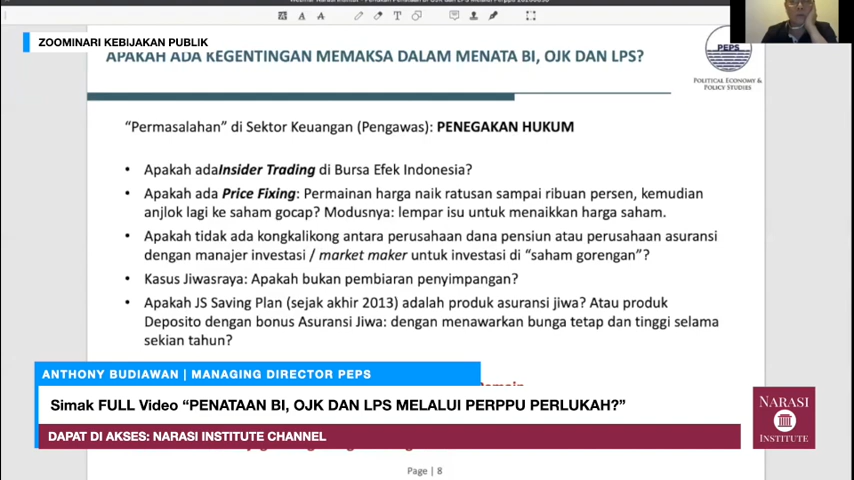 ZOOMINARI KEBIJAKAN PUBLIK
APAKAH ADA KEGENTINGAN MEMAKSA DALAM MENATA BI, OJK DAN LPS?
PEPS
POLITICAL ECONOMY &
POLICY STUDIES
“Permasalahan” di Sektor Keuangan (Pengawas): PENEGAKAN HUKUM
• Apakah adaInsider Trading di Bursa Efek Indonesia?
• Apakah ada Price Fixing: Permainan harga naik ratusan sampai ribuan persen, kemudian
anjlok lagi ke saham gocap? Modusnya: lempar isu untuk menaikkan harga saham.
• Apakah tidak ada kongkalikong antara perusahaan dana pensiun atau perusahaan asuransi
dengan manajer investasi / market maker untuk investasi di “saham gorengan”?
• Kasus Jiwasraya: Apakah bukan pembiaran penyimpangan?
• Apakah JS Saving Plan (sejak akhir 2013) adalah produk asuransi jiwa? Atau produk
Deposito dengan bonus Asuransi Jiwa: dengan menawarkan bunga tetap dan tinggi selama
sekian tahun?
ANTHONY BUDIAWAN | MANAGING DIRECTOR PEPS
Simak FULL Video “PENATAAN BI, OJK DAN LPS MELALUI PERPPU PERLUKAH?”
DAPAT DI AKSES: NARASI INSTITUTE CHANNEL
NARASI
INSTITUTE
Page | 8